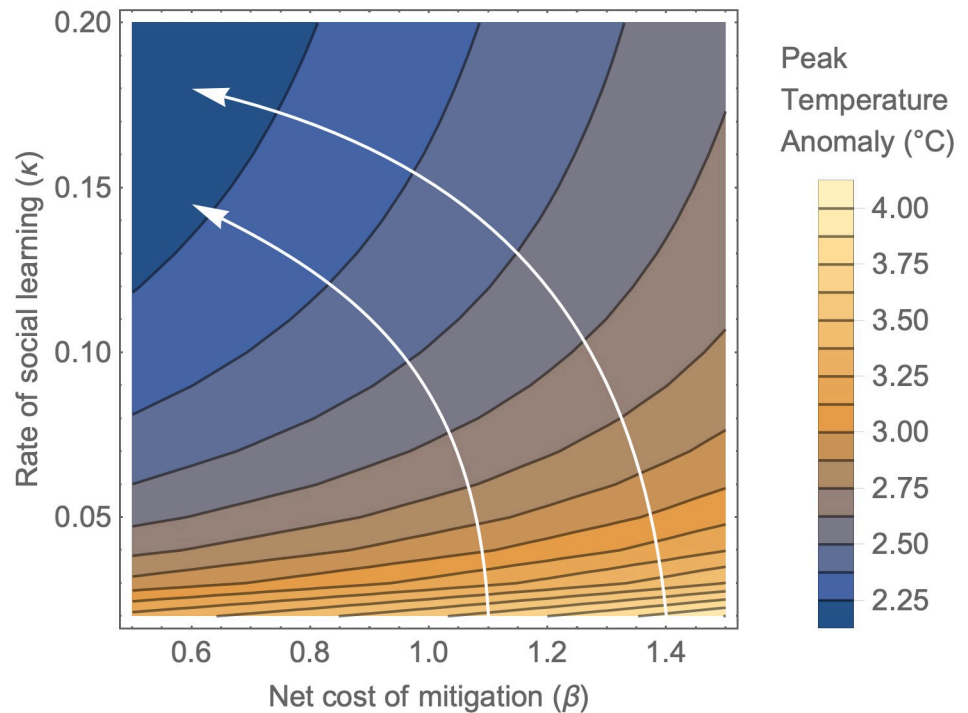 0.20
0.15
0.10
0.05
Rate of social learning (κ)
0.6 0.8 1.0 1.2 1.4
Net cost of mitigation (β)
Peak
Temperature
Anomaly (°C)
4.00
3.75
3.50
3.25
3.00
2.75
2.50
2.25